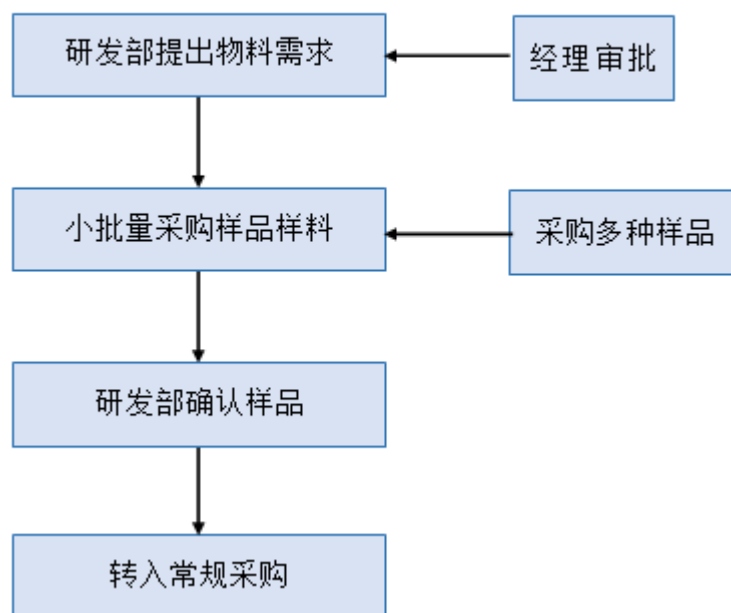 研发部提出物料需求
经理审批
小批量采购样品样料
采购多种样品
研发部确认样品
转入常规采购